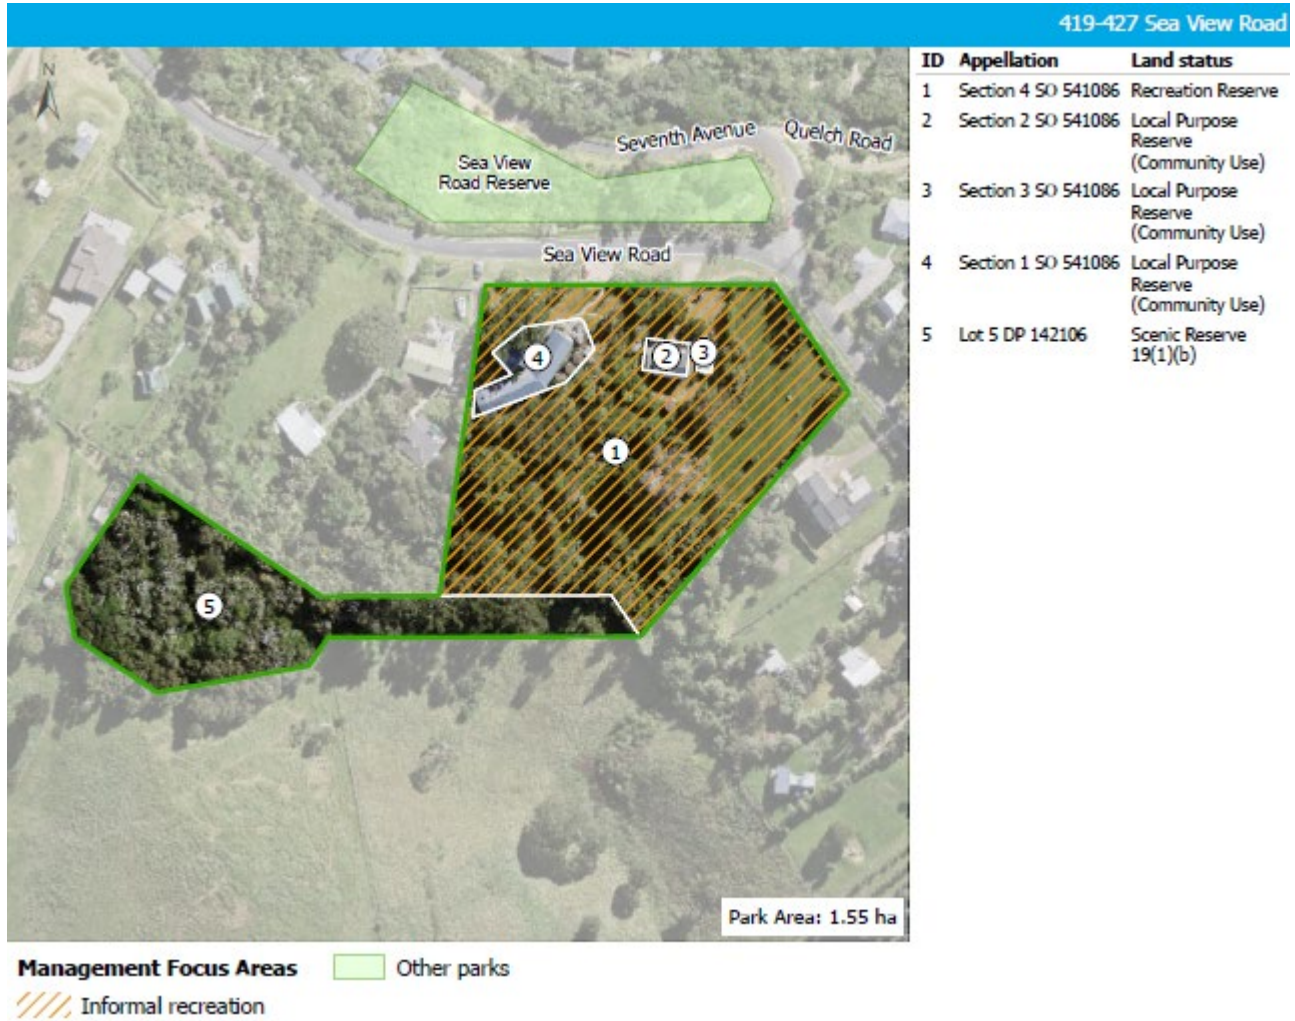 419-427 Sea View Road
N
Seventh Avenue
Quelch Road
Sea View
Road Reserve
Sea View Road
4
2
3
1
5
Park Area: 1.55 ha
ID Appellation Land status
1 Section 4 SO 541086 Recreation Reserve
2 Section 2 SO 541086 Local Purpose
Reserve
(Community Use)
3 Section 3 SO 541086 Local Purpose
Reserve
(Community Use)
4 Section 1 SO 541086 Local Purpose
Reserve
(Community Use)
5 Lot 5 DP 142106 Scenic Reserve
19(1)(b)
Management Focus Areas Other parks
Informal recreation